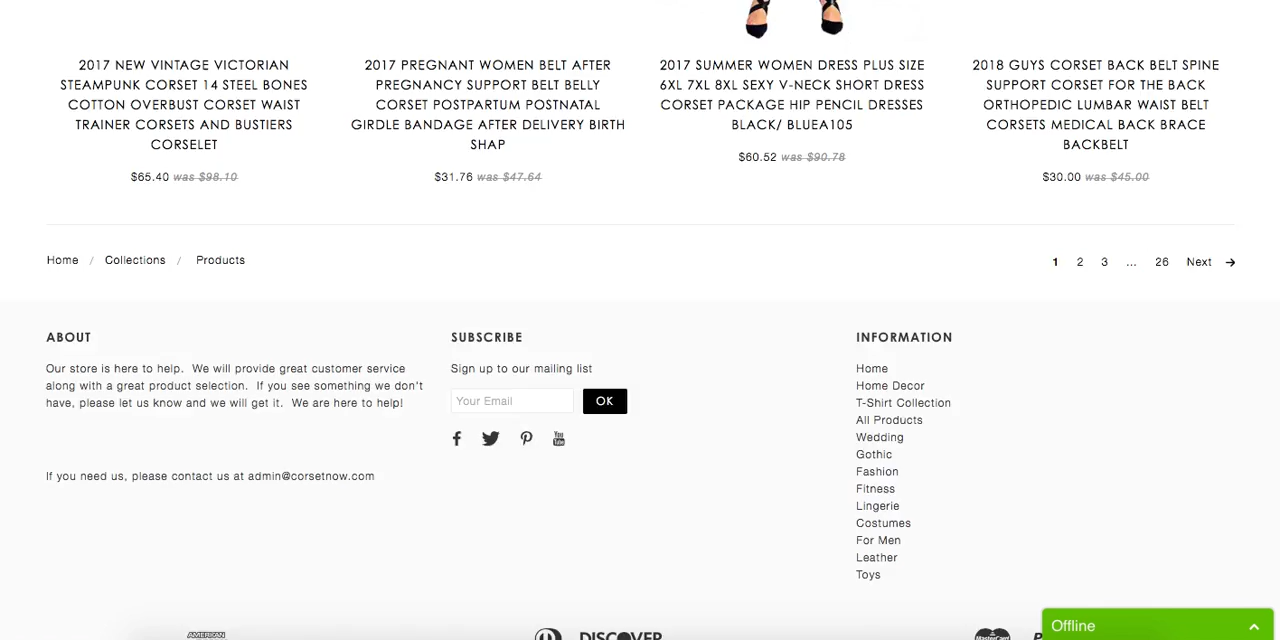 2017 NEW VINTAGE VICTORIAN
STEAMPUNK CORSET 14 STEEL BONES
COTTON OVERBUST CORSET WAIST
TRAINER CORSETS AND BUSTIERS
CORSELET
$65.40 was $98.10
2017 PREGNANT WOMEN BELT AFTER
PREGNANCY SUPPORT BELT BELLY
CORSET POSTPARTUM POSTNATAL
GIRDLE BANDAGE AFTER DELIVERY BIRTH
SHAP
$31.76 was $47.64
2017 SUMMER WOMEN DRESS PLUS SIZE
6XL 7XL 8XL SEXY V-NECK SHORT DRESS
CORSET PACKAGE HIP PENCIL DRESSES
BLACK/ BLUEA105
$60.52 was $90.78
2018 GUYS CORSET BACK BELT SPINE
SUPPORT CORSET FOR THE BACK
ORTHOPEDIC LUMBAR WAIST BELT
CORSETS MEDICAL BACK BRACE
BACKBELT
$30.00 was $45.00
Home / Collections / Products
1 2 3 ... 26 Next →
ABOUT
Our store is here to help. We will provide great customer service
along with a great product selection. If you see something we don't
have, please let us know and we will get it. We are here to help!
If you need us, please contact us at admin@corsetnow.com
SUBSCRIBE
Sign up to our mailing list
Your Email
OK
You Tube
INFORMATION
Home
Home Decor
T-Shirt Collection
All Products
Wedding
Gothic
Fashion
Fitness
Lingerie
Costumes
For Men
Leather
Toys
AMERICAN
DISCOVER
MasterCard
Offline